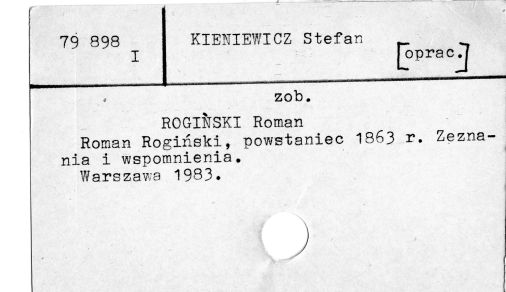 79 898
I
KIENIEWICZ Stefan
[oprac.]
zob.
ROGIŃSKI Roman
Roman Rogiński, powstaniec 1863 r. Zezna-
nia i wspomnienia.
Warszawa 1983.